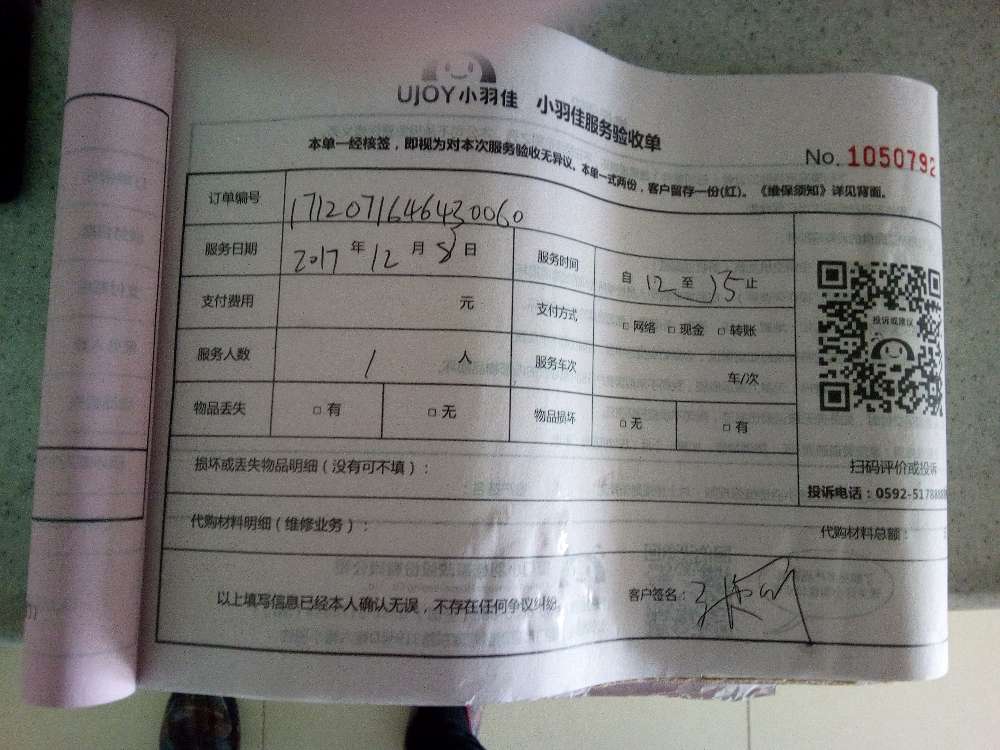 UJOY小羽佳 小羽佳服务验收单
本单一经核签，即视为对本次服务验收无异议。本单一式两份，客户留存一份(红)。《维保须知》详见背面。
No. 1050792
订单编号 1712071646430060
服务日期 2017 年 12 月 8 日 服务时间 自 12 至 15 止
支付费用 元 支付方式 □ 网络 □ 现金 □ 转账
投诉或建议
服务人数 1 人 服务车次 车/次
物品丢失 □ 有 □ 无 物品损坏 □ 无 □ 有
扫码评价或投诉
投诉电话：0592-5178888
损坏或丢失物品明细（没有可不填）：
代购材料明细（维修业务）： 代购材料总额：
以上填写信息已经本人确认无误，不存在任何争议纠纷 客户签名：